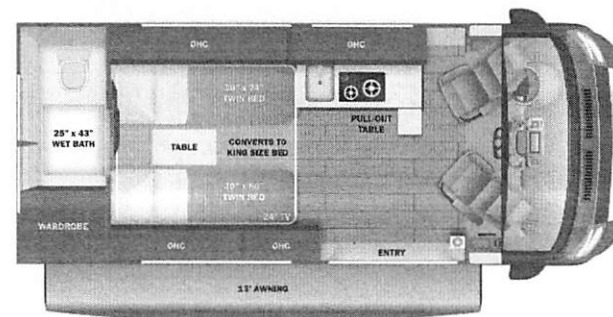 OHC
OHC
TWIN BED
25" x 43"
WET BATH
PULL-OUT
TABLE
TABLE
CONVERTS TO
KING SIZE BED
TWIN BED
24" TV
WARDROBE
OHC
OHC
ENTRY
13' AWNING